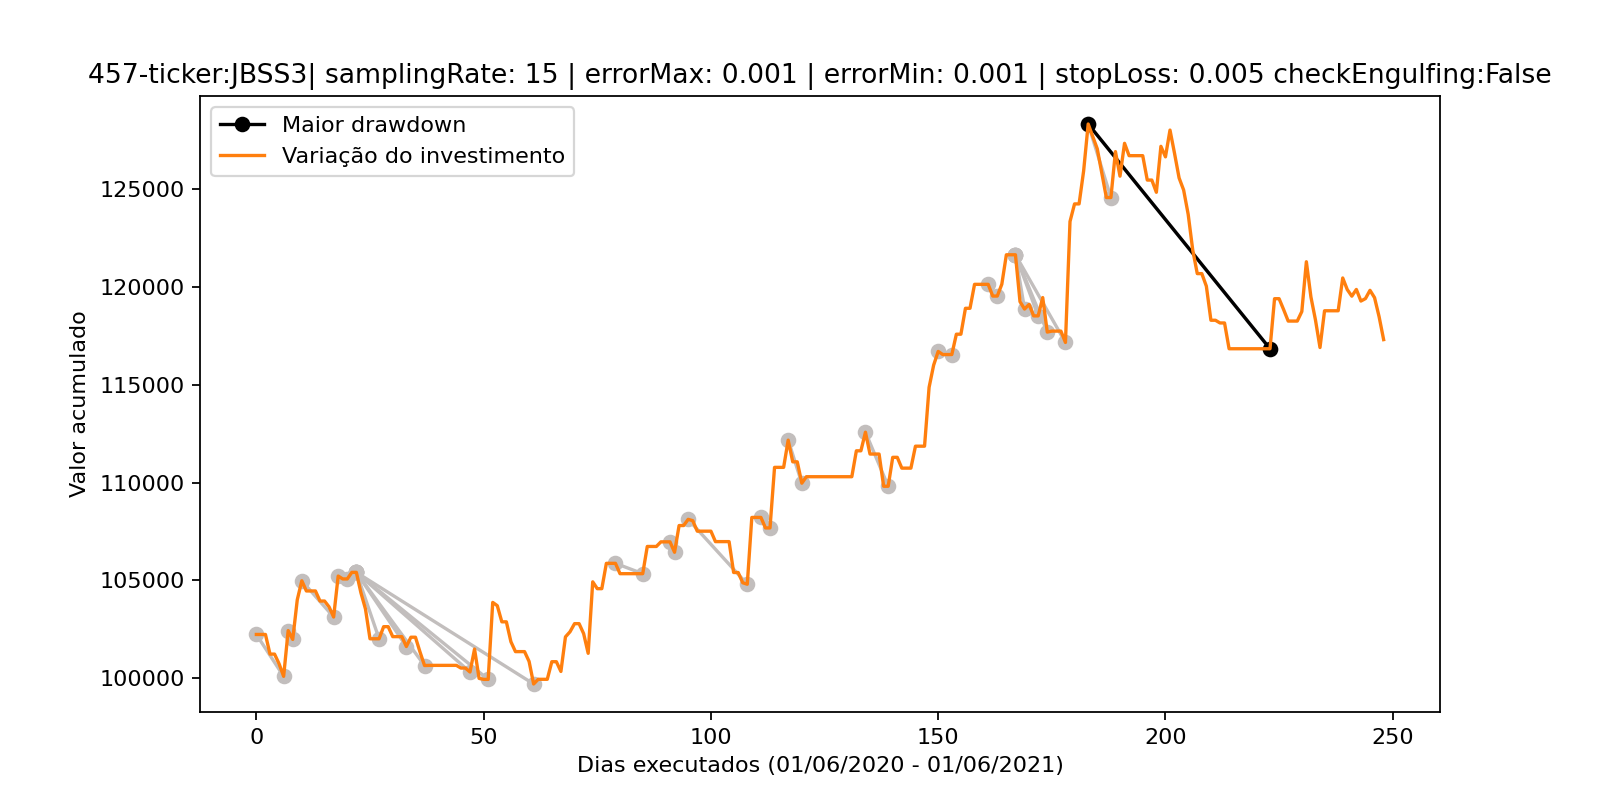 457-ticker:JBSS3| samplingRate: 15 | errorMax: 0.001 | errorMin: 0.001 | stopLoss: 0.005 checkEngulfing:False
Maior drawdown
Variação do investimento
Valor acumulado
125000
120000
115000
110000
105000
100000
0 50 100 150 200 250
Dias executados (01/06/2020 - 01/06/2021)